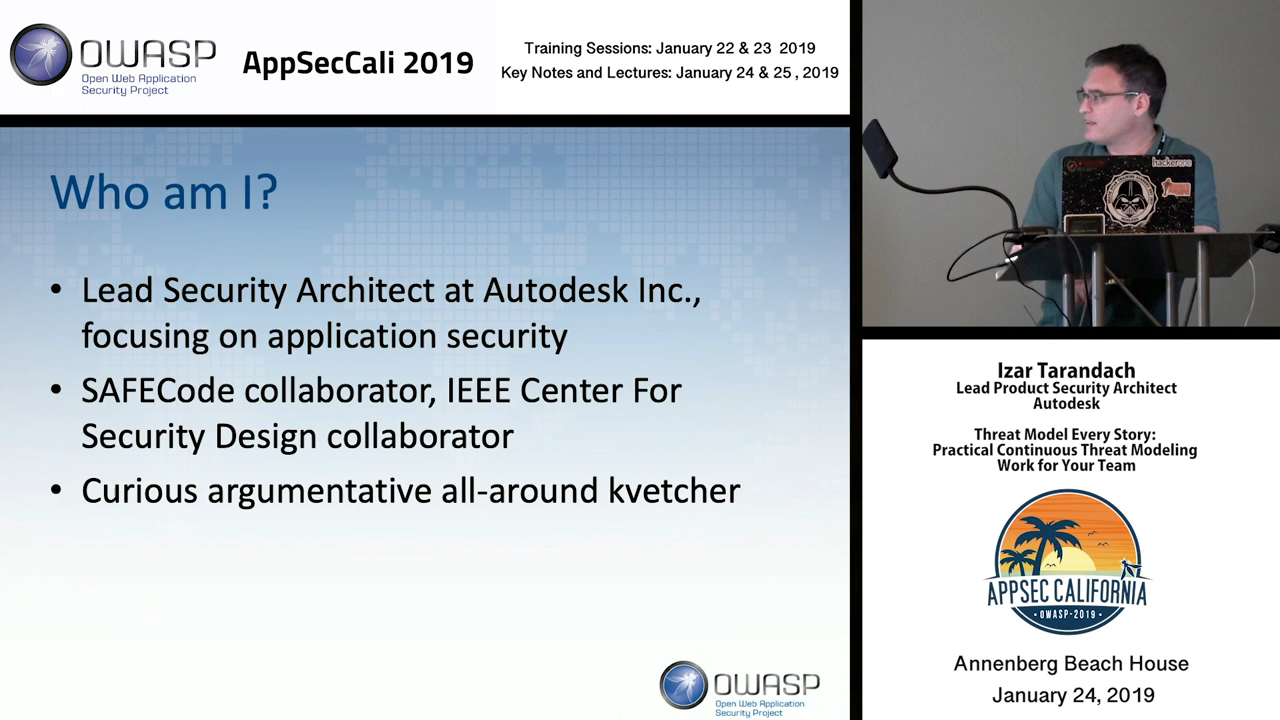 OWASP
Open Web Application
Security Project
AppSecCali 2019
Training Sessions: January 22 & 23 2019
Key Notes and Lectures: January 24 & 25, 2019
Who am I?
• Lead Security Architect at Autodesk Inc.,
focusing on application security
• SAFECode collaborator, IEEE Center For
Security Design collaborator
• Curious argumentative all-around kvetcher
OWASP
Open Web Application
Security Project
hackerone
Izar Tarandach
Lead Product Security Architect
Autodesk
Threat Model Every Story:
Practical Continuous Threat Modeling
Work for Your Team
APPSEC CALIFORNIA
• OWASP-2019 •
Annenberg Beach House
January 24, 2019